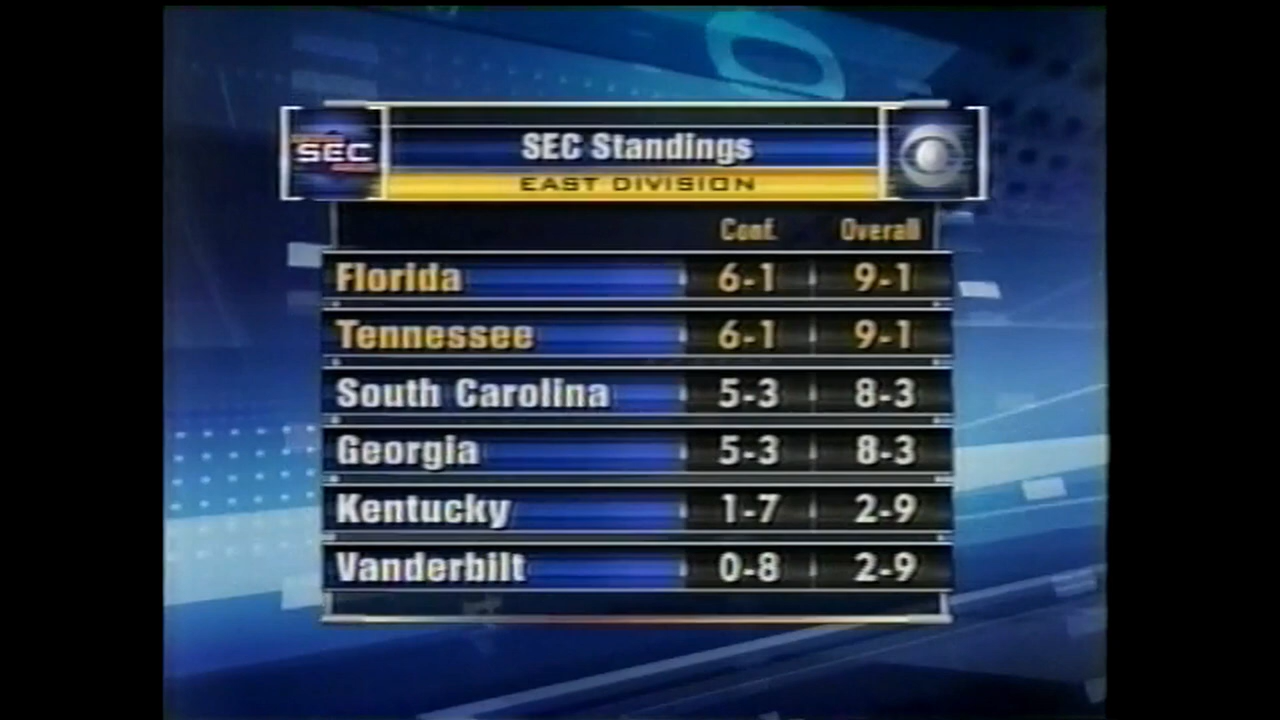 SEC
SEC Standings
EAST DIVISION
Conf. Overall
Florida 6-1 9-1
Tennessee 6-1 9-1
South Carolina 5-3 8-3
Georgia 5-3 8-3
Kentucky 1-7 2-9
Vanderbilt 0-8 2-9